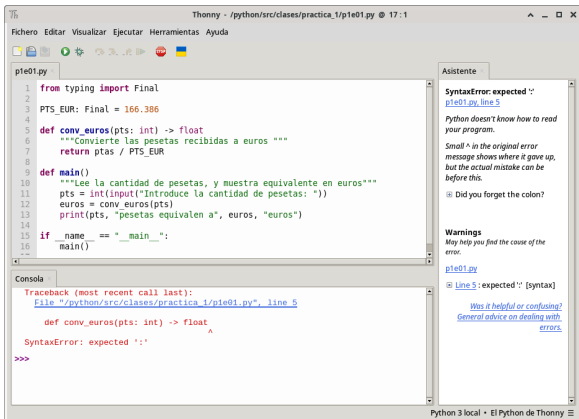 Thonny - /python/src/clases/practica_1/p1e01.py @ 17 : 1
Fichero Editar Visualizar Ejecutar Herramientas Ayuda
STOP
p1e01.py
1 from typing import Final
2
3 PTS_EUR: Final = 166.386
4
5 def conv_euros(pts: int) -> float
6 """Convierte las pesetas recibidas a euros """
7 return ptas / PTS_EUR
8
9 def main()
10 """Lee la cantidad de pesetas, y muestra equivalente en euros"""
11 pts = int(input("Introduce la cantidad de pesetas: "))
12 euros = conv_euros(pts)
13 print(pts, "pesetas equivalen a", euros, "euros")
14
15 if __name__ == "__main__":
16 main()
Consola
Traceback (most recent call last):
File "/python/src/clases/practica_1/p1e01.py", line 5
def conv_euros(pts: int) -> float
^
SyntaxError: expected ':'
>>>
Asistente
SyntaxError: expected ':'
p1e01.py, line 5
Python doesn't know how to read
your program.
Small ^ in the original error
message shows where it gave up,
but the actual mistake can be
before this.
Did you forget the colon?
Warnings
May help you find the cause of the
error.
p1e01.py
Line 5 : expected ':' [syntax]
Was it helpful or confusing?
General advice on dealing with
errors.
Python 3 local • El Python de Thonny